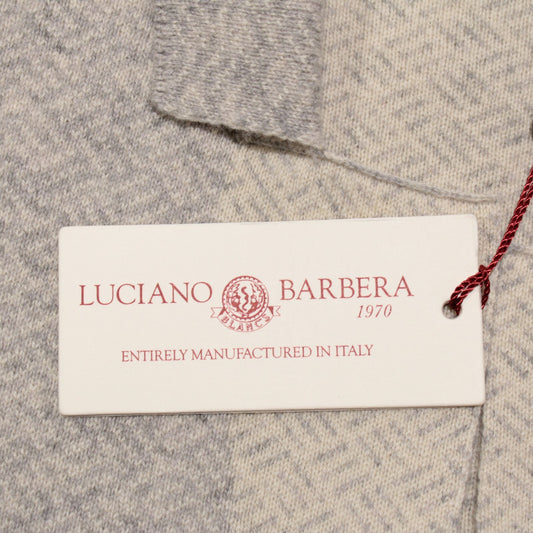 LUCIANO BARBERA
BLANCS
1970
ENTIRELY MANUFACTURED IN ITALY